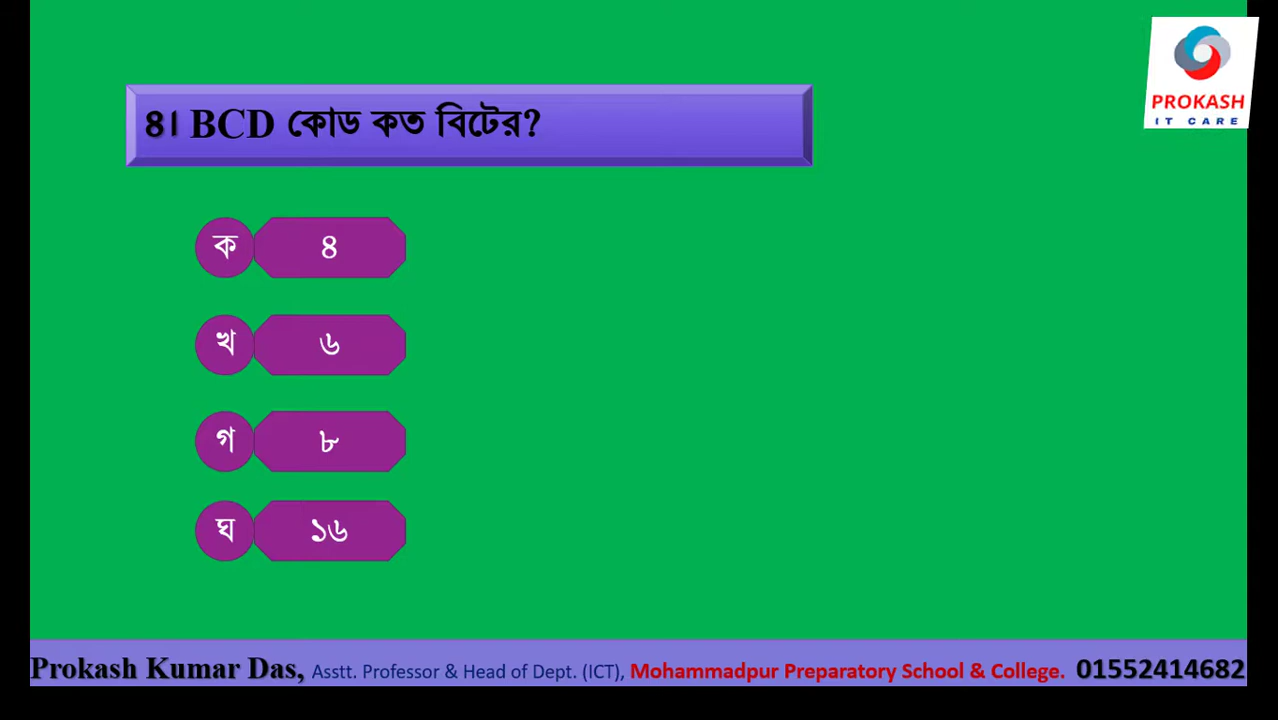 ৪। BCD কোড কত বিটের?
ক ৪
খ ৬
গ ৮
ঘ ১৬
PROKASH
IT CARE
Prokash Kumar Das, Asstt. Professor & Head of Dept. (ICT), Mohammadpur Preparatory School & College. 01552414682